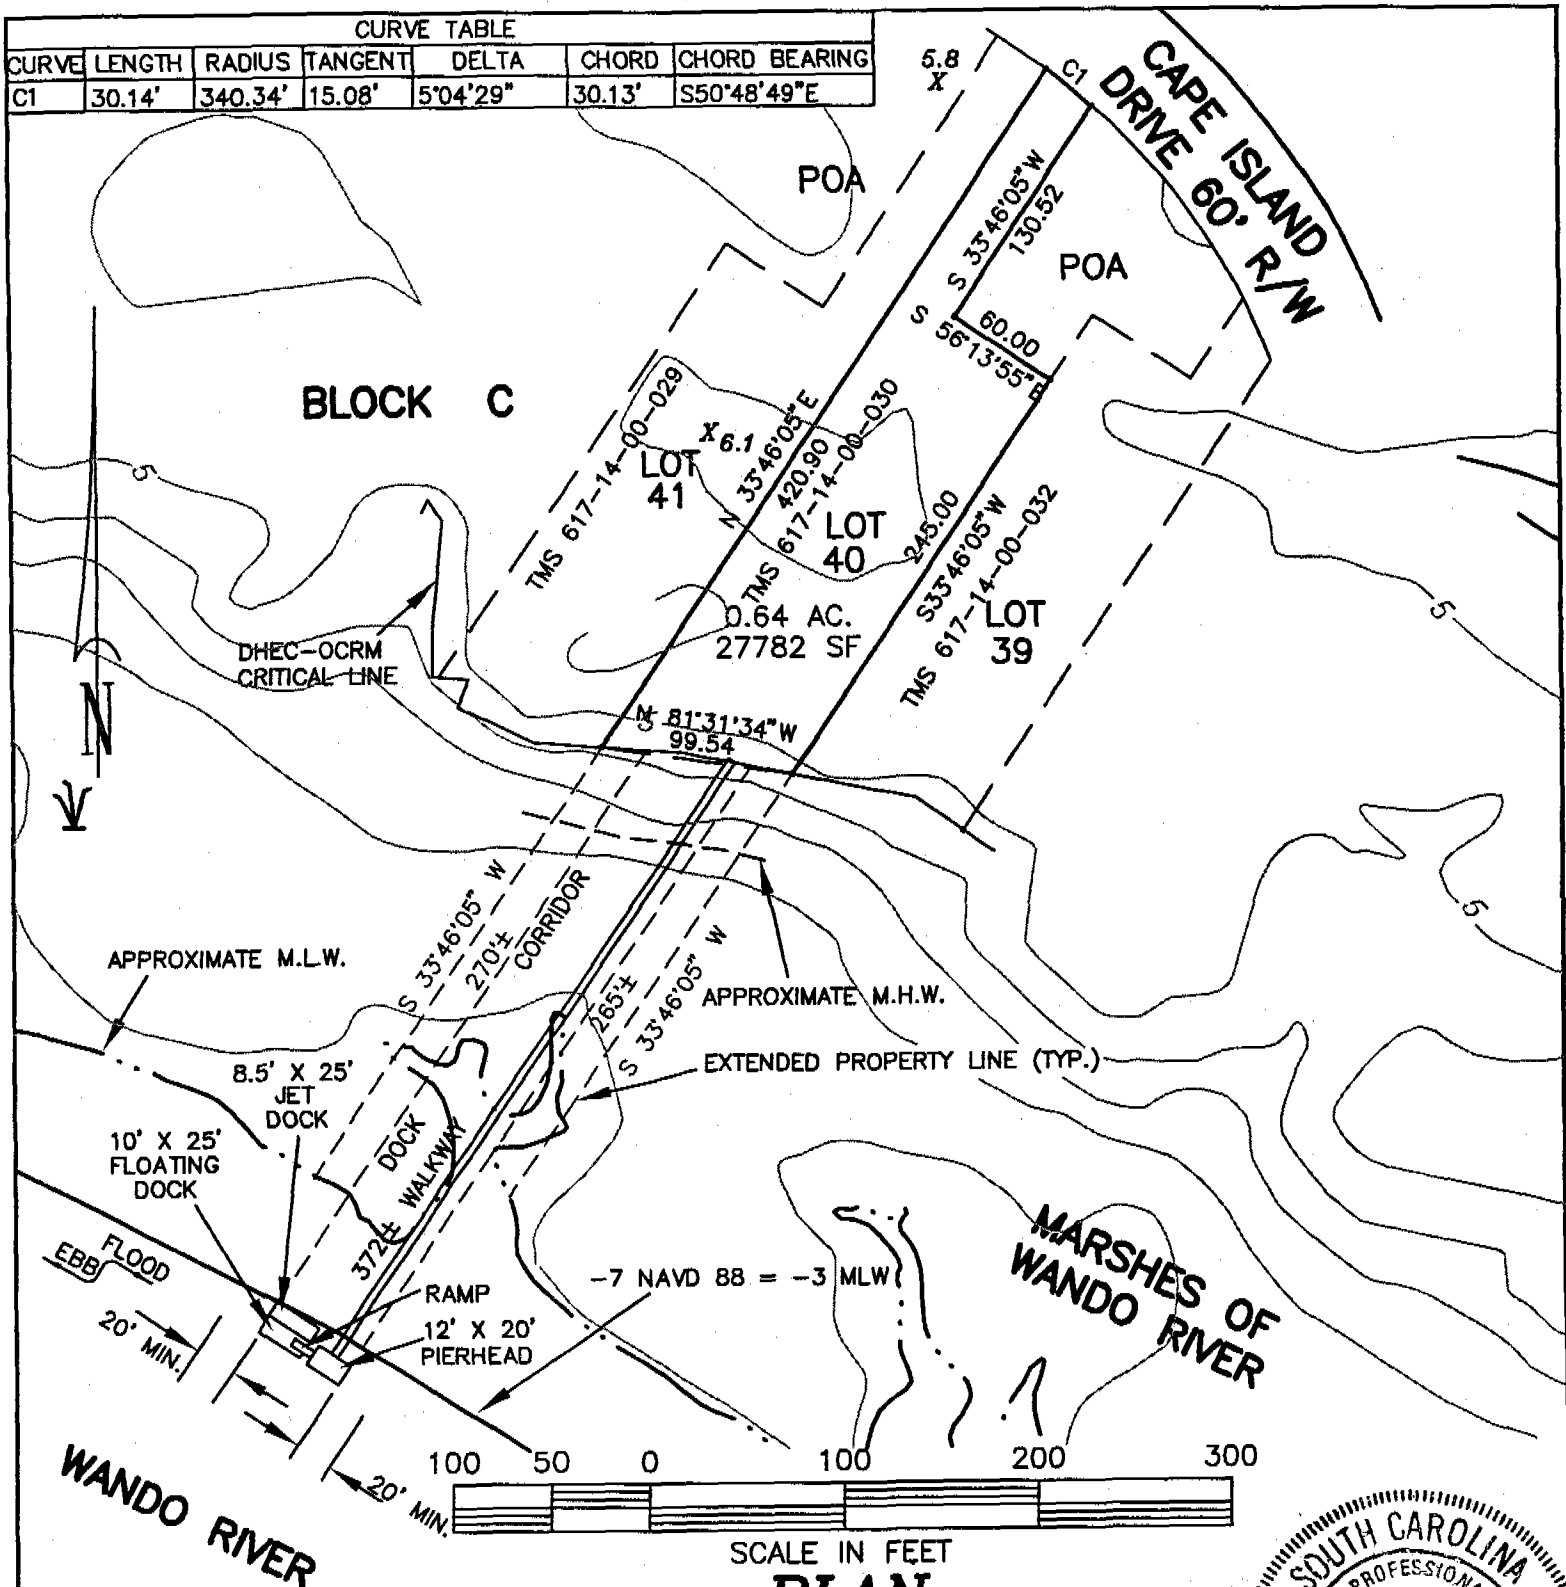 CURVE TABLE
CURVE LENGTH RADIUS TANGENT DELTA CHORD CHORD BEARING
C1 30.14' 340.34' 15.08' 5°04'29" 30.13' S50°48'49"E
5.8
X
C1
CAPE ISLAND
DRIVE 60' R/W
POA
S 33°46'05" W
130.52
POA
60.00
S 56°13'55" E
BLOCK C
TMS 617-14-00-029
X 6.1
LOT
41
N 33°46'05" E
420.90
TMS 617-14-00-030
LOT
40
0.64 AC.
27782 SF
245.00
S33°46'05" W
TMS 617-14-00-032
LOT
39
5
5
5
5
DHEC-OCRM
CRITICAL LINE
N
N 81°31'34" W
99.54
S 33°46'05" W
270'±
CORRIDOR
265'±
S 33°46'05" W
APPROXIMATE M.L.W.
APPROXIMATE M.H.W.
EXTENDED PROPERTY LINE (TYP.)
8.5' X 25'
JET
DOCK
10' X 25'
FLOATING
DOCK
DOCK
372'± WALKWAY
FLOOD
EBB
RAMP
12' X 20'
PIERHEAD
-7 NAVD 88 = -3 MLW
MARSHES OF
WANDO RIVER
20' MIN.
20' MIN.
WANDO RIVER
100 50 0 100 200 300
SCALE IN FEET
PLAN
SOUTH CAROLINA
PROFESSION